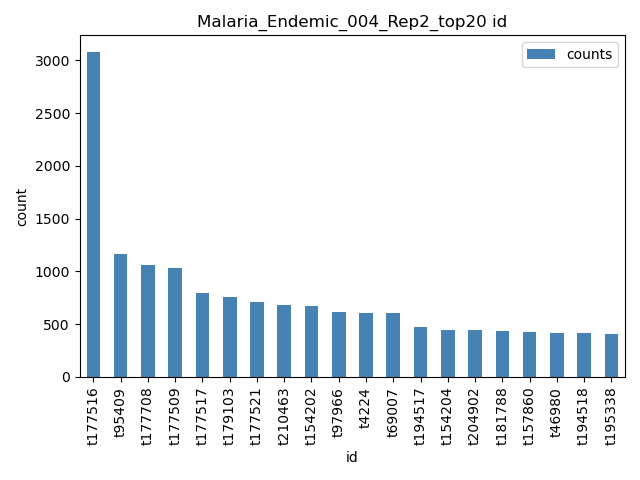 Malaria_Endemic_004_Rep2_top20 id
counts
count
3000
2500
2000
1500
1000
500
0
t177516
t95409
t177708
t177509
t177517
t179103
t177521
t210463
t154202
t97966
t4224
t69007
t194517
t154204
t204902
t181788
t157860
t46980
t194518
t195338
id